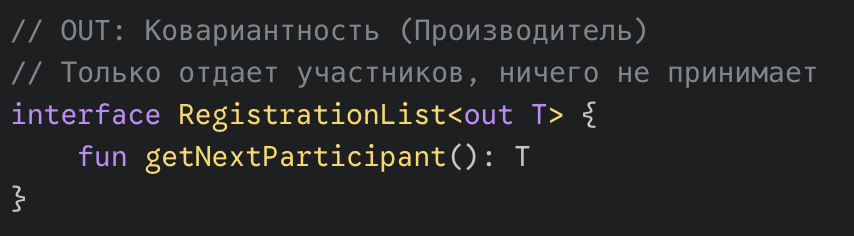 // OUT: Ковариантность (Производитель)
// Только отдает участников, ничего не принимает
interface RegistrationList<out T> {
    fun getNextParticipant(): T
}